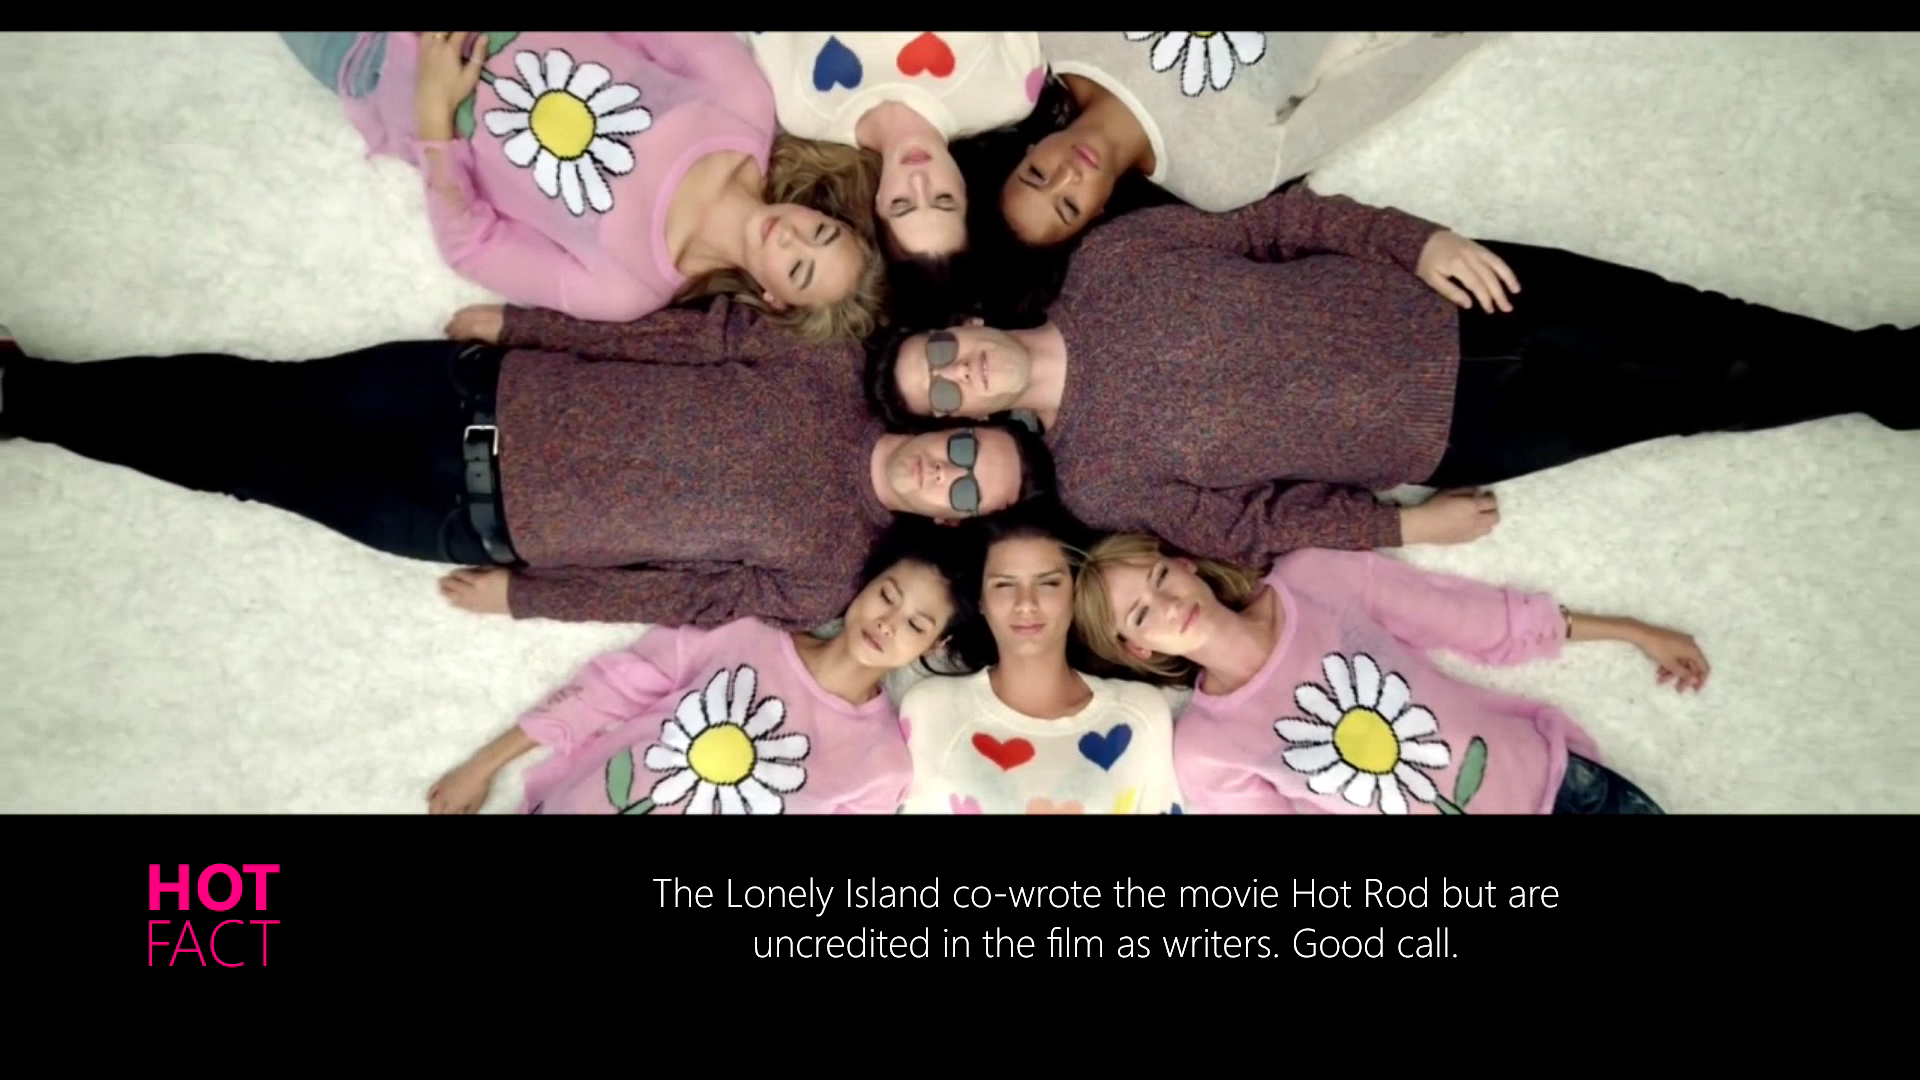 HOT
FACT
The Lonely Island co-wrote the movie Hot Rod but are
uncredited in the film as writers. Good call.